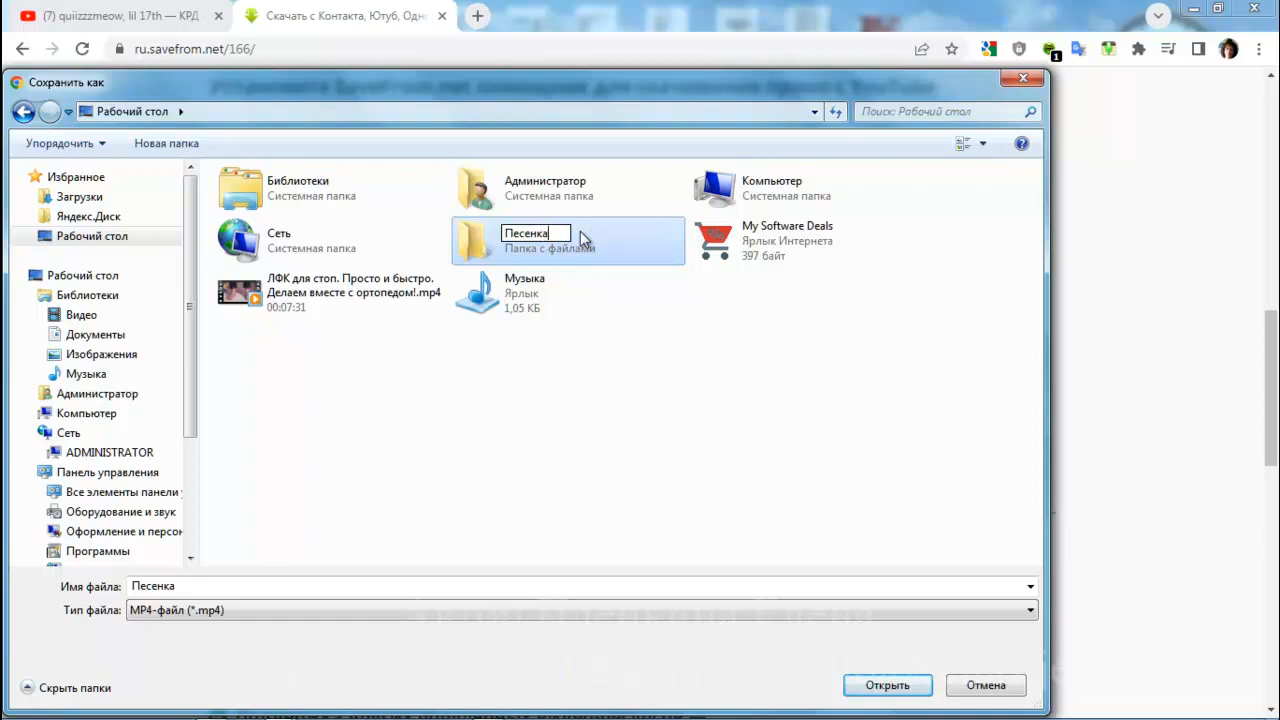 (7) quiizzzmeow, lil 17th — КРД
Скачать с Контакта, Ютуб, Одно
ru.savefrom.net/166/
1
Сохранить как
Рабочий стол
Поиск: Рабочий стол
Упорядочить
Новая папка
Избранное
Загрузки
Яндекс.Диск
Рабочий стол
Рабочий стол
Библиотеки
Видео
Документы
Изображения
Музыка
Администратор
Компьютер
Сеть
ADMINISTRATOR
Панель управления
Все элементы панели у
Оборудование и звук
Оформление и персон
Программы
Библиотеки
Системная папка
Администратор
Системная папка
Компьютер
Системная папка
Сеть
Системная папка
Песенка
Папка с файлами
My Software Deals
Ярлык Интернета
397 байт
ЛФК для стоп. Просто и быстро.
Делаем вместе с ортопедом!.mp4
00:07:31
Музыка
Ярлык
1,05 КБ
Имя файла: Песенка
Тип файла: MP4-файл (*.mp4)
Скрыть папки
Открыть
Отмена